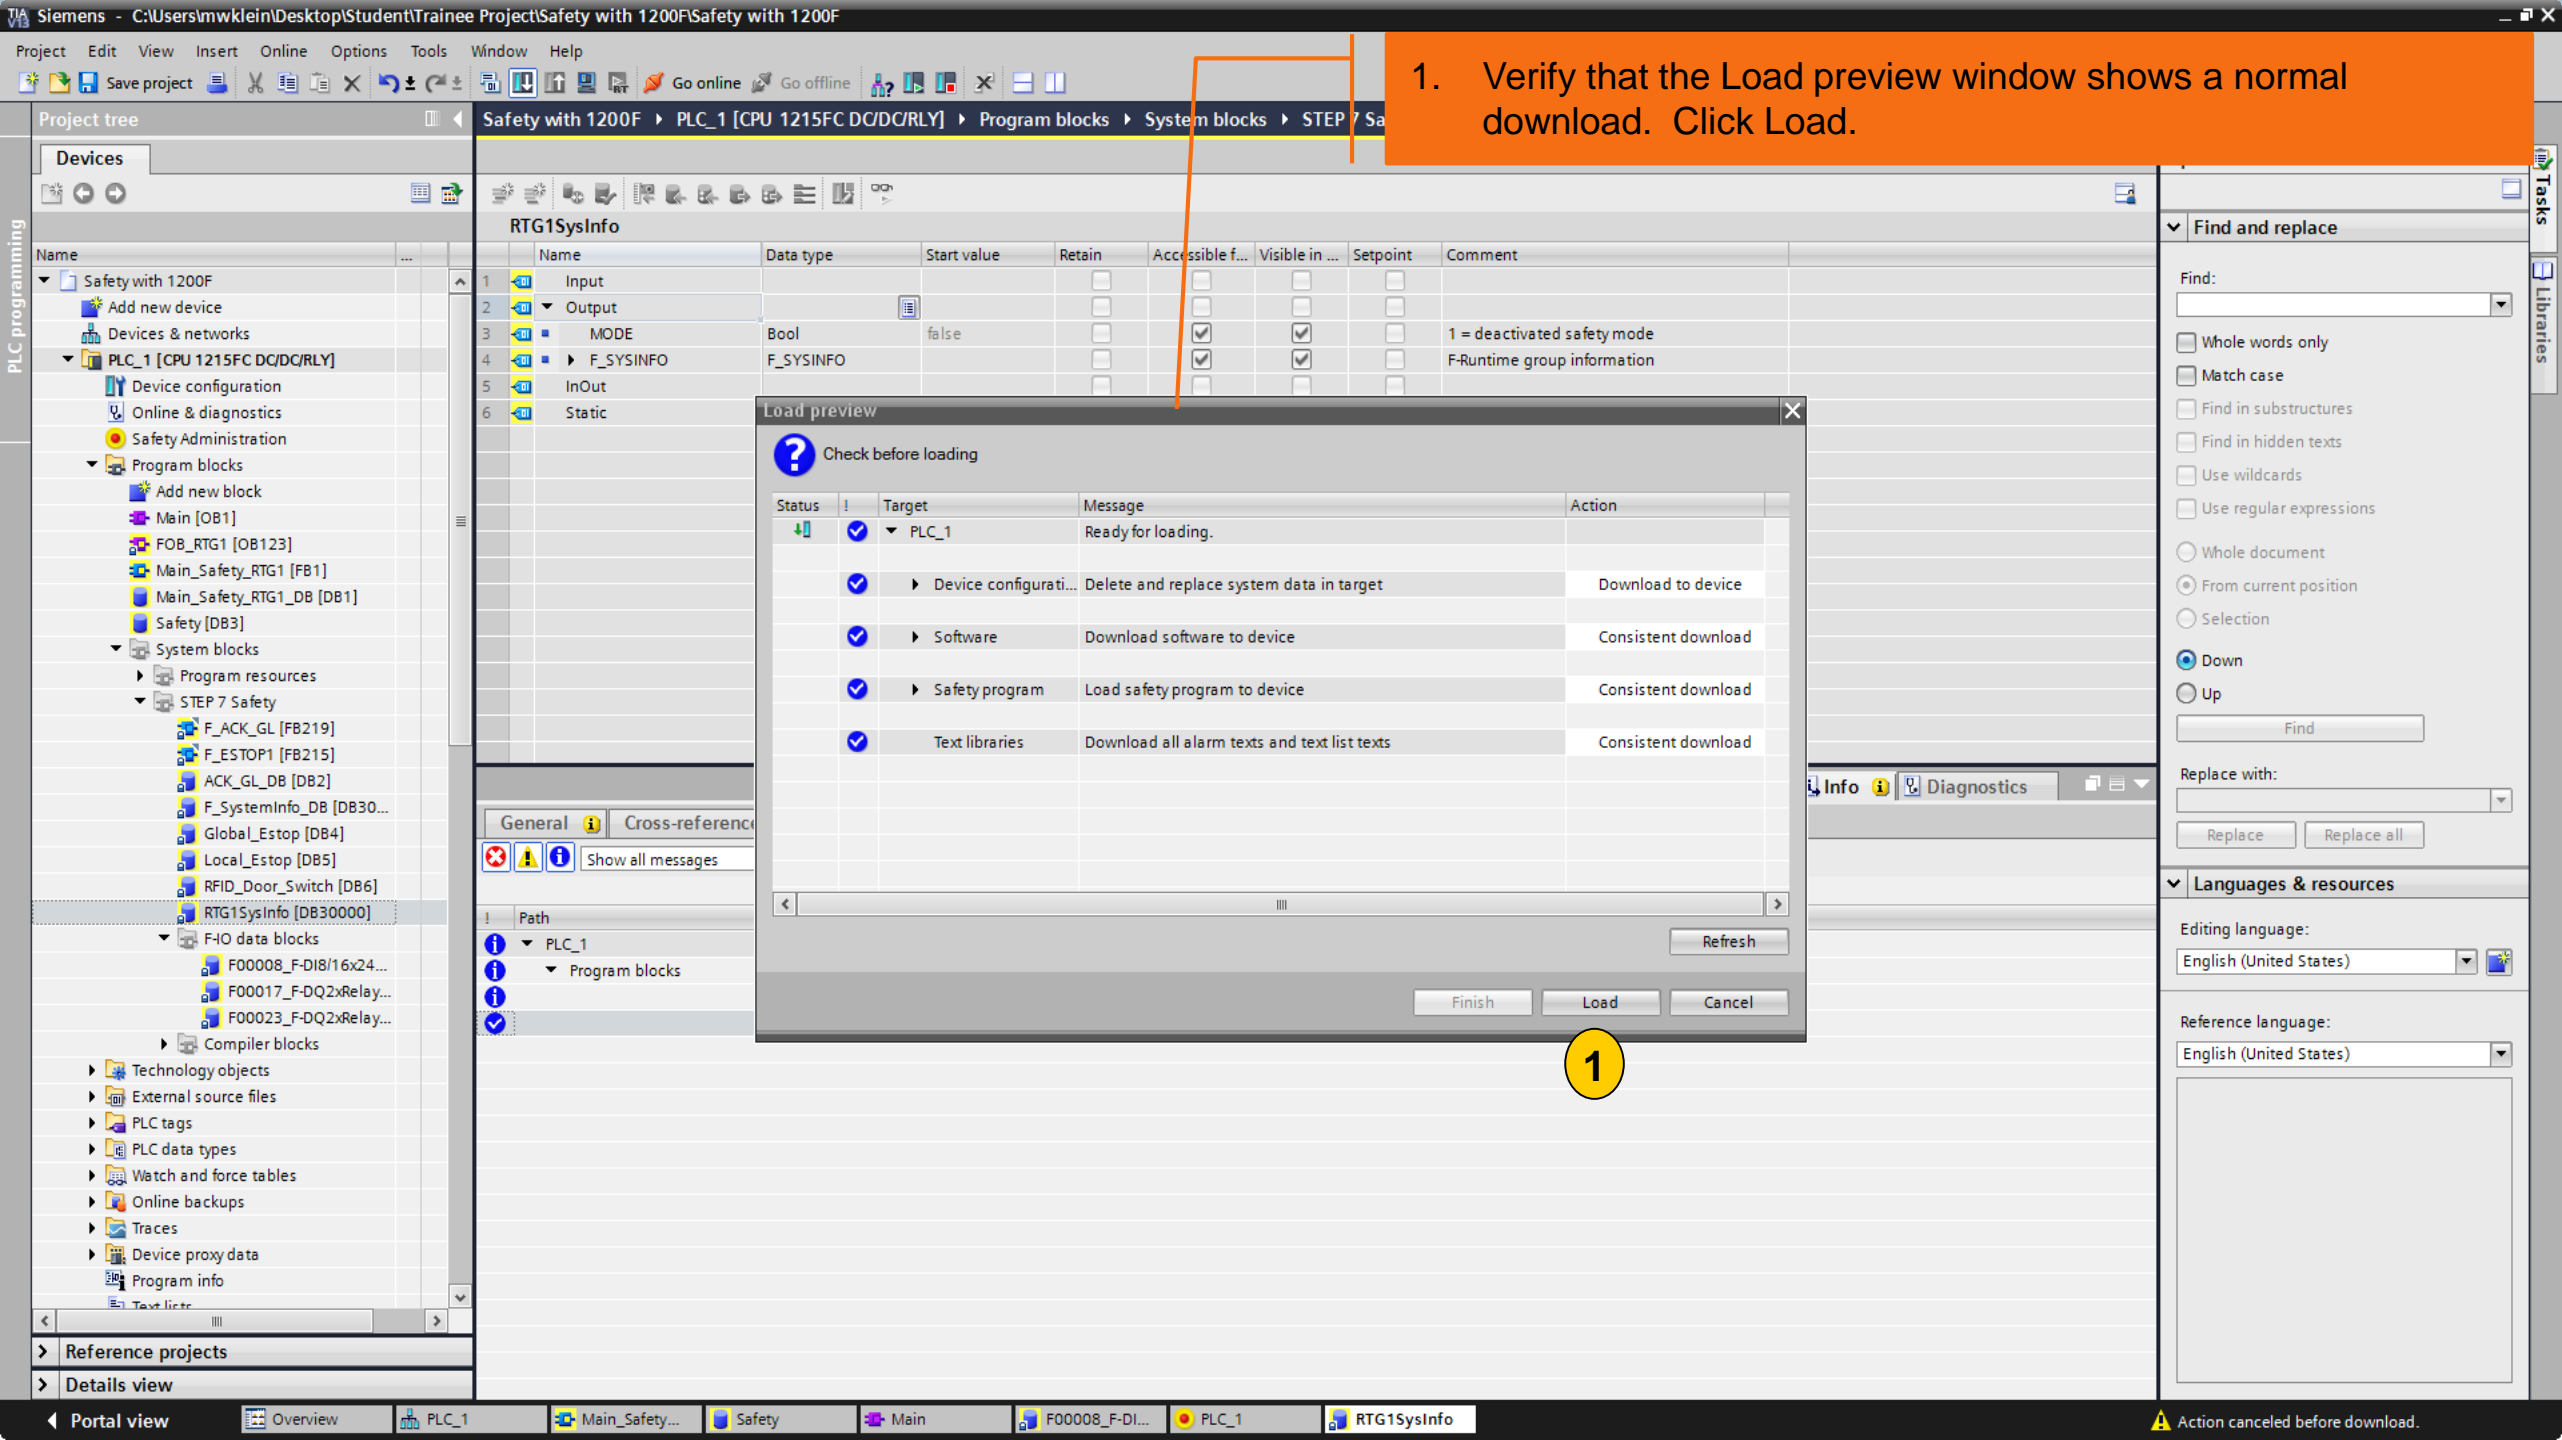 Siemens - C:\Users\mwklein\Desktop\Student\Trainee Project\Safety with 1200F\Safety with 1200F
Project Edit View Insert Online Options Tools Window Help
Save project Go online Go offline
1. Verify that the Load preview window shows a normal
download. Click Load.
Project tree
Safety with 1200F PLC_1 [CPU 1215FC DC/DC/RLY] Program blocks System blocks STEP 7 Sa
Devices
PLC programming
Name ...
Safety with 1200F
Add new device
Devices & networks
PLC_1 [CPU 1215FC DC/DC/RLY]
Device configuration
Online & diagnostics
Safety Administration
Program blocks
Add new block
Main [OB1]
FOB_RTG1 [OB123]
Main_Safety_RTG1 [FB1]
Main_Safety_RTG1_DB [DB1]
Safety [DB3]
System blocks
Program resources
STEP 7 Safety
F_ACK_GL [FB219]
F_ESTOP1 [FB215]
ACK_GL_DB [DB2]
F_SystemInfo_DB [DB30...
Global_Estop [DB4]
Local_Estop [DB5]
RFID_Door_Switch [DB6]
RTG1SysInfo [DB30000]
F-IO data blocks
F00008_F-DI8/16x24...
F00017_F-DQ2xRelay...
F00023_F-DQ2xRelay...
Compiler blocks
Technology objects
External source files
PLC tags
PLC data types
Watch and force tables
Online backups
Traces
Device proxy data
Program info
Text lists
Reference projects
Details view
RTG1SysInfo
Name Data type Start value Retain Accessible f... Visible in ... Setpoint Comment
1 Input
2 Output
3 MODE Bool false 1 = deactivated safety mode
4 F_SYSINFO F_SYSINFO F-Runtime group information
5 InOut
6 Static
Load preview
Check before loading
Status ! Target Message Action
PLC_1 Ready for loading.
Device configurati... Delete and replace system data in target Download to device
Software Download software to device Consistent download
Safety program Load safety program to device Consistent download
Text libraries Download all alarm texts and text list texts Consistent download
Refresh
Finish Load Cancel
1
Info Diagnostics
General Cross-reference
Show all messages
! Path
PLC_1
Program blocks
Find and replace
Find:
Whole words only
Match case
Find in substructures
Find in hidden texts
Use wildcards
Use regular expressions
Whole document
From current position
Selection
Down
Up
Find
Replace with:
Replace Replace all
Languages & resources
Editing language:
English (United States)
Reference language:
English (United States)
Tasks
Libraries
Portal view Overview PLC_1 Main_Safety... Safety Main F00008_F-DI... PLC_1 RTG1SysInfo Action canceled before download.